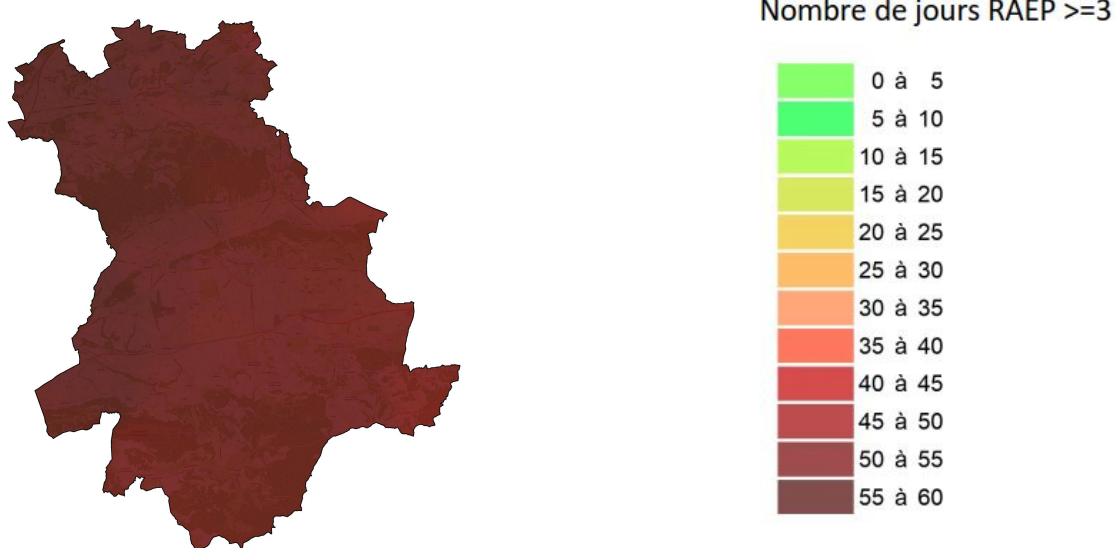 Nombre de jours RAEP >=3
0 à 5
5 à 10
10 à 15
15 à 20
20 à 25
25 à 30
30 à 35
35 à 40
40 à 45
45 à 50
50 à 55
55 à 60